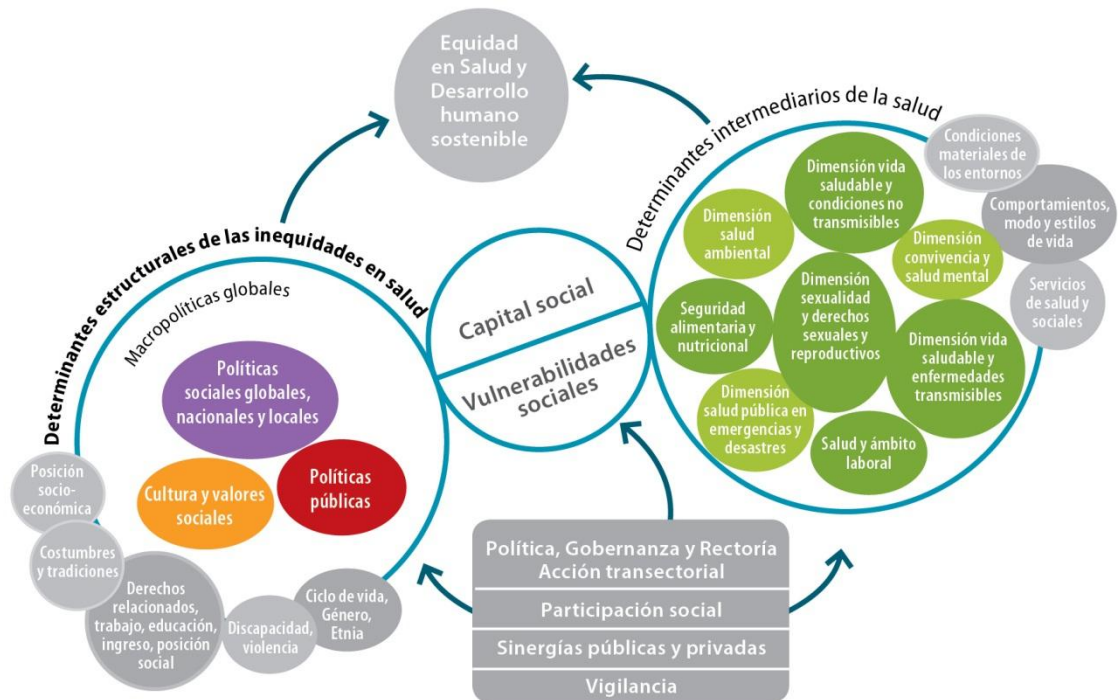 Equidad
en Salud y
Desarrollo
humano
sostenible
Determinantes estructurales de las inequidades en salud
Macropolíticas globales
Políticas
sociales globales,
nacionales y locales
Cultura y valores
sociales
Políticas
públicas
Posición
socio-
económica
Costumbres
y tradiciones
Derechos
relacionados,
trabajo, educación,
ingreso, posición
social
Discapacidad,
violencia
Ciclo de vida,
Género,
Etnia
Capital social
Vulnerabilidades
sociales
Determinantes intermediarios de la salud
Dimensión vida
saludable y
condiciones no
transmisibles
Dimensión
salud
ambiental
Dimensión
convivencia y
salud mental
Seguridad
alimentaria y
nutricional
Dimensión
sexualidad
y derechos
sexuales y
reproductivos
Dimensión vida
saludable y
enfermedades
transmisibles
Dimensión
salud pública en
emergencias y
desastres
Salud y ámbito
laboral
Condiciones
materiales de
los entornos
Comportamientos,
modo y estilos
de vida
Servicios
de salud y
sociales
Política, Gobernanza y Rectoría
Acción transectorial
Participación social
Sinergías públicas y privadas
Vigilancia